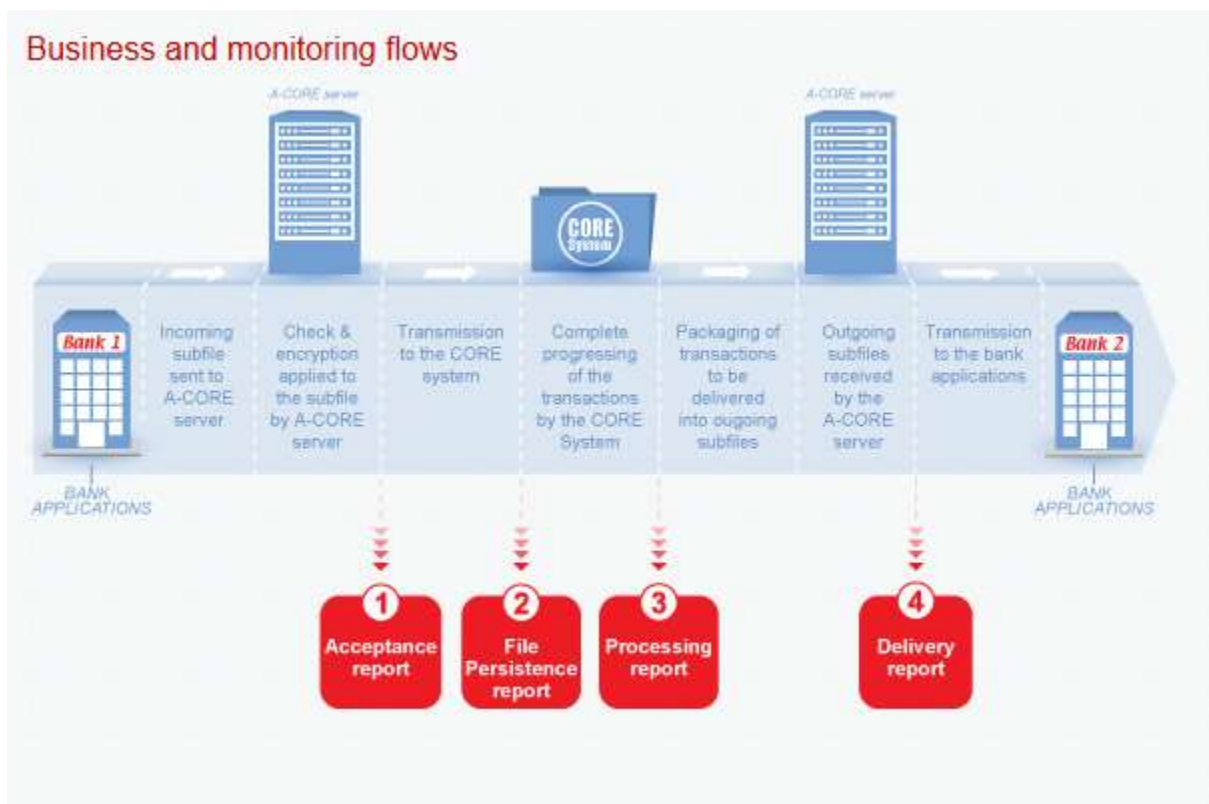 Business and monitoring flows
A-CORE server
A-CORE server
CORE
System
Bank 1
Incoming
subfile
sent to
A-CORE
server
Check &
encryption
applied to
the subfile
by A-CORE
server
Transmission
to the CORE
system
Complete
progressing
of the
transactions
by the CORE
System
Packaging of
transactions
to be
delivered
into ougoing
subfiles
Outgoing
subfiles
received
by the
A-CORE
server
Transmission
to the bank
applications
Bank 2
BANK
APPLICATIONS
BANK
APPLICATIONS
1
Acceptance
report
2
File
Persistence
report
3
Processing
report
4
Delivery
report